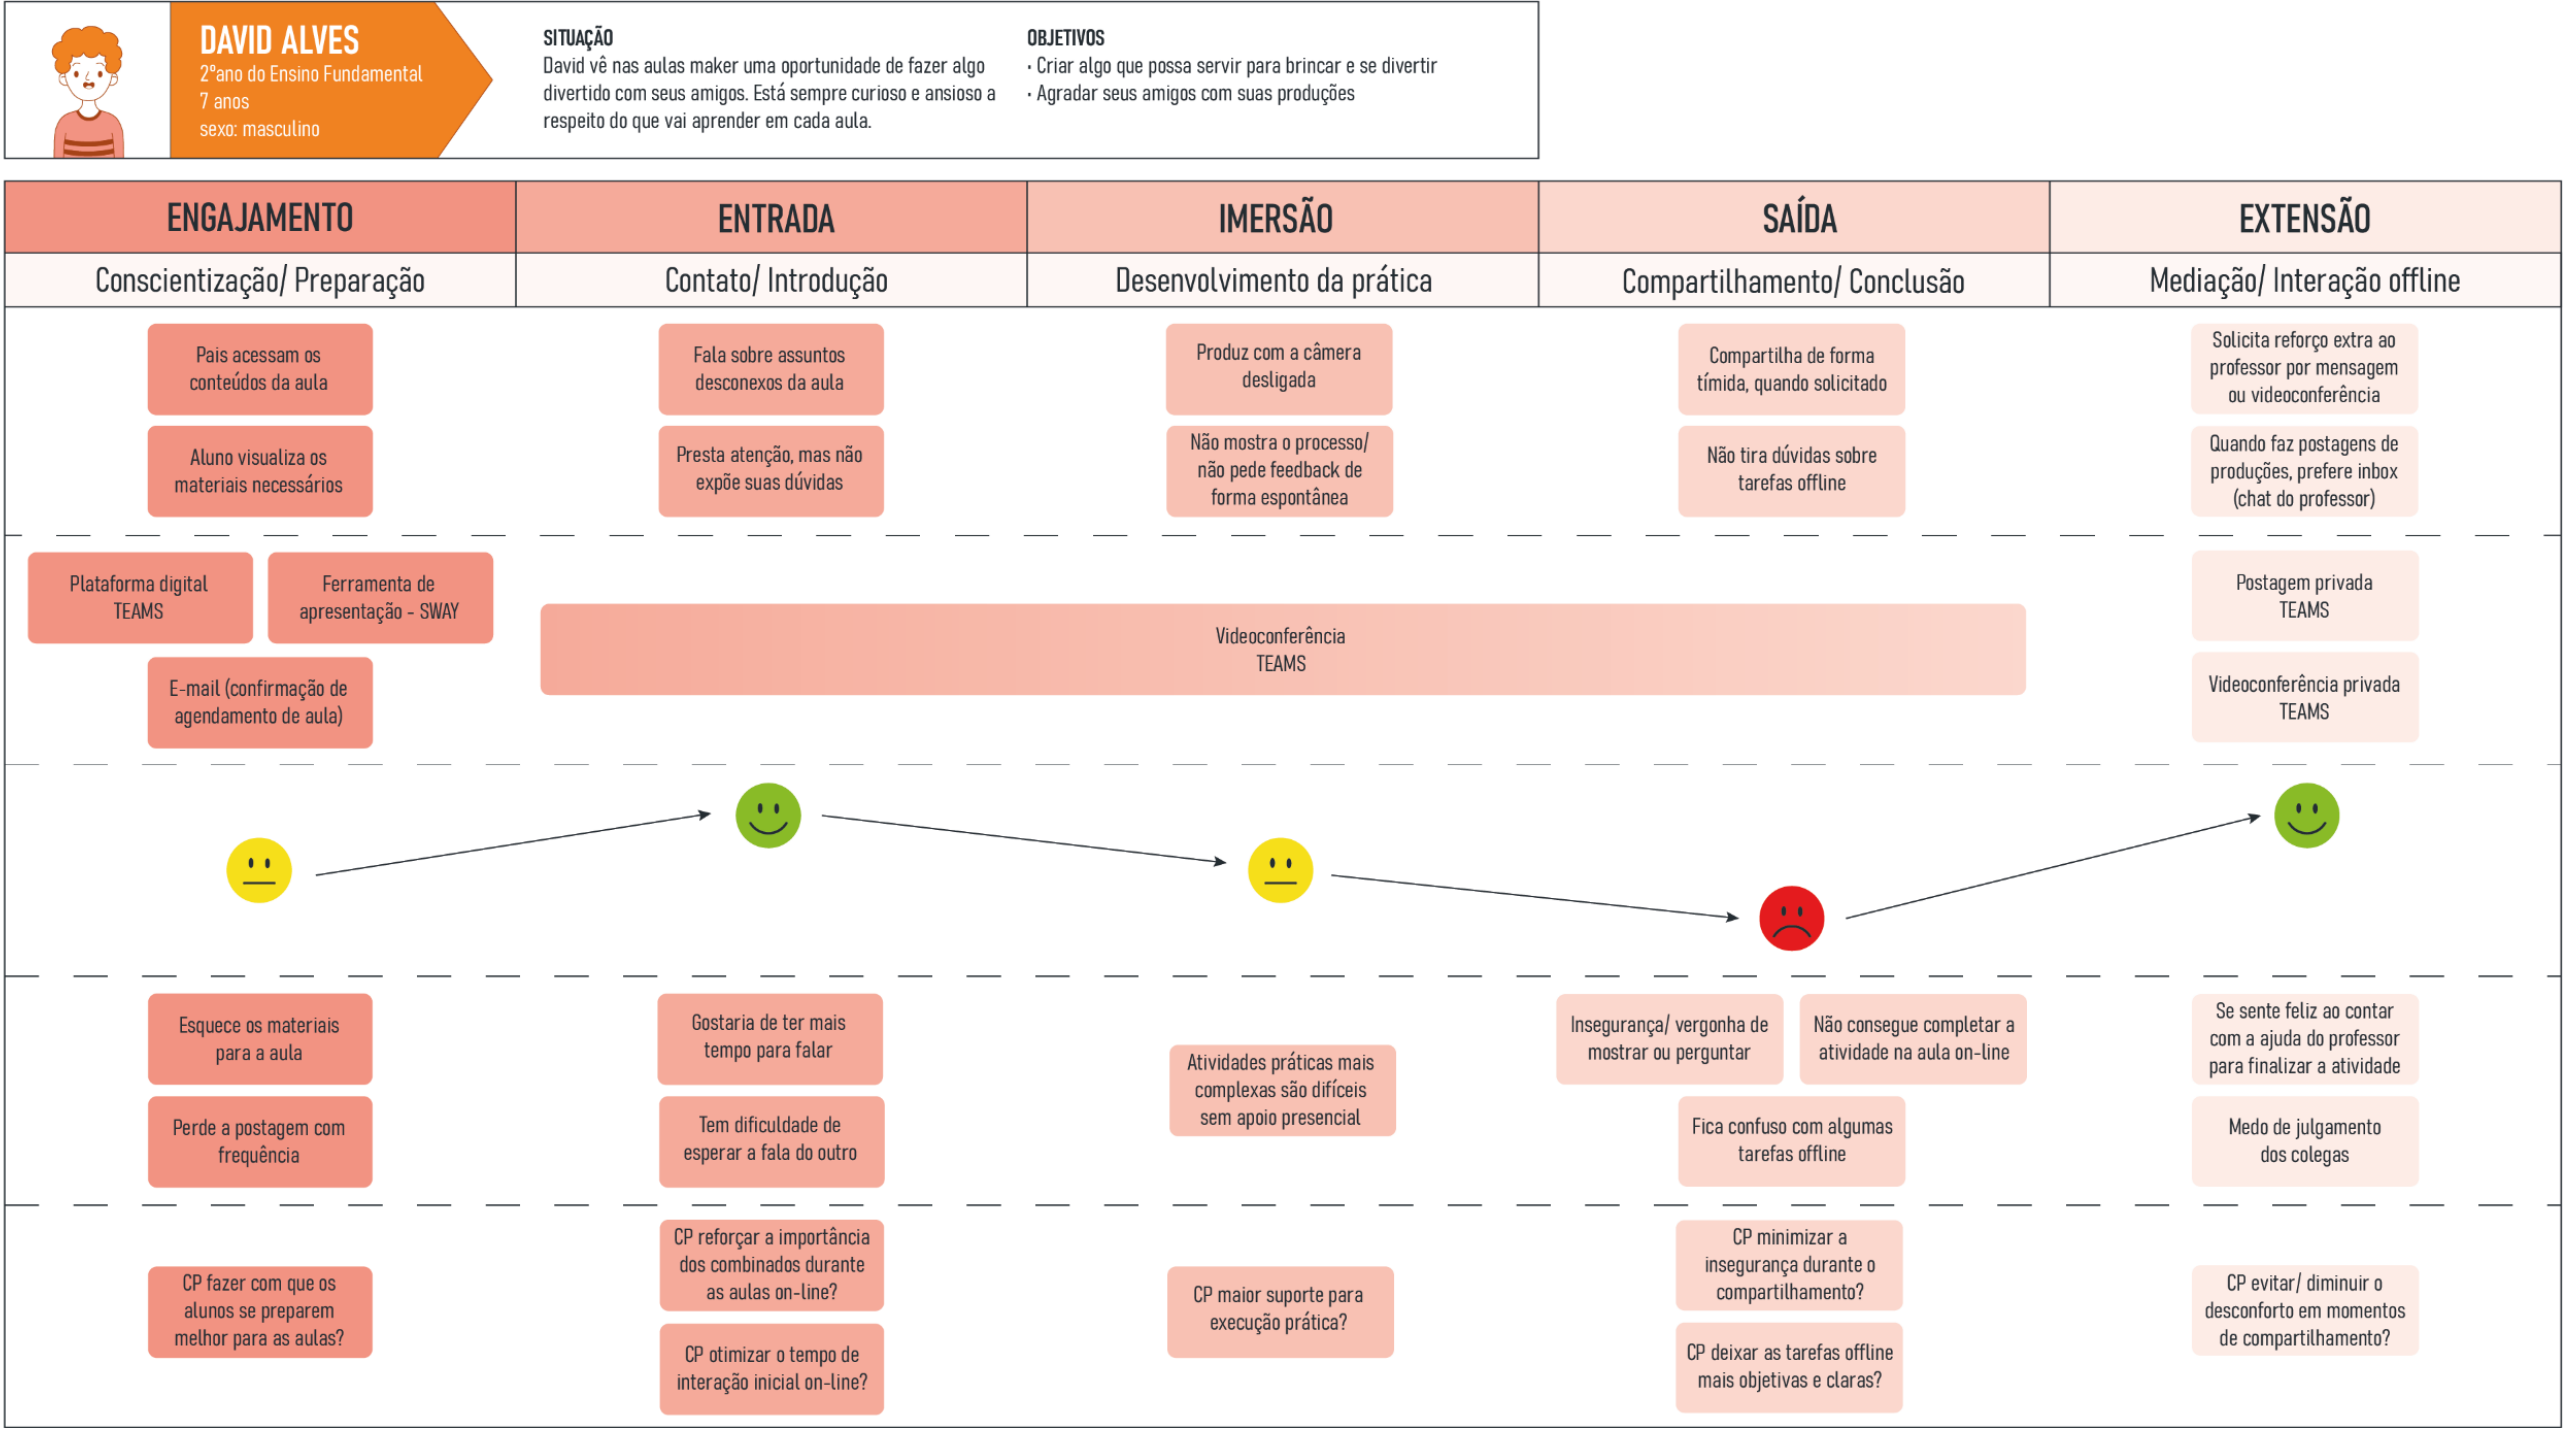 DAVID ALVES
2°ano do Ensino Fundamental
7 anos
sexo: masculino
SITUAÇÃO
David vê nas aulas maker uma oportunidade de fazer algo
divertido com seus amigos. Está sempre curioso e ansioso a
respeito do que vai aprender em cada aula.
OBJETIVOS
· Criar algo que possa servir para brincar e se divertir
· Agradar seus amigos com suas produções
ENGAJAMENTO
ENTRADA
IMERSÃO
SAÍDA
EXTENSÃO
Conscientização/ Preparação
Contato/ Introdução
Desenvolvimento da prática
Compartilhamento/ Conclusão
Mediação/ Interação offline
Pais acessam os
conteúdos da aula
Fala sobre assuntos
desconexos da aula
Produz com a câmera
desligada
Compartilha de forma
tímida, quando solicitado
Solicita reforço extra ao
professor por mensagem
ou videoconferência
Aluno visualiza os
materiais necessários
Presta atenção, mas não
expõe suas dúvidas
Não mostra o processo/
não pede feedback de
forma espontânea
Não tira dúvidas sobre
tarefas offline
Quando faz postagens de
produções, prefere inbox
(chat do professor)
Plataforma digital
TEAMS
Ferramenta de
apresentação - SWAY
E-mail (confirmação de
agendamento de aula)
Videoconferência
TEAMS
Postagem privada
TEAMS
Videoconferência privada
TEAMS
Esquece os materiais
para a aula
Gostaria de ter mais
tempo para falar
Atividades práticas mais
complexas são difíceis
sem apoio presencial
Insegurança/ vergonha de
mostrar ou perguntar
Não consegue completar a
atividade na aula on-line
Se sente feliz ao contar
com a ajuda do professor
para finalizar a atividade
Perde a postagem com
frequência
Tem dificuldade de
esperar a fala do outro
Fica confuso com algumas
tarefas offline
Medo de julgamento
dos colegas
CP fazer com que os
alunos se preparem
melhor para as aulas?
CP reforçar a importância
dos combinados durante
as aulas on-line?
CP otimizar o tempo de
interação inicial on-line?
CP maior suporte para
execução prática?
CP minimizar a
insegurança durante o
compartilhamento?
CP deixar as tarefas offline
mais objetivas e claras?
CP evitar/ diminuir o
desconforto em momentos
de compartilhamento?